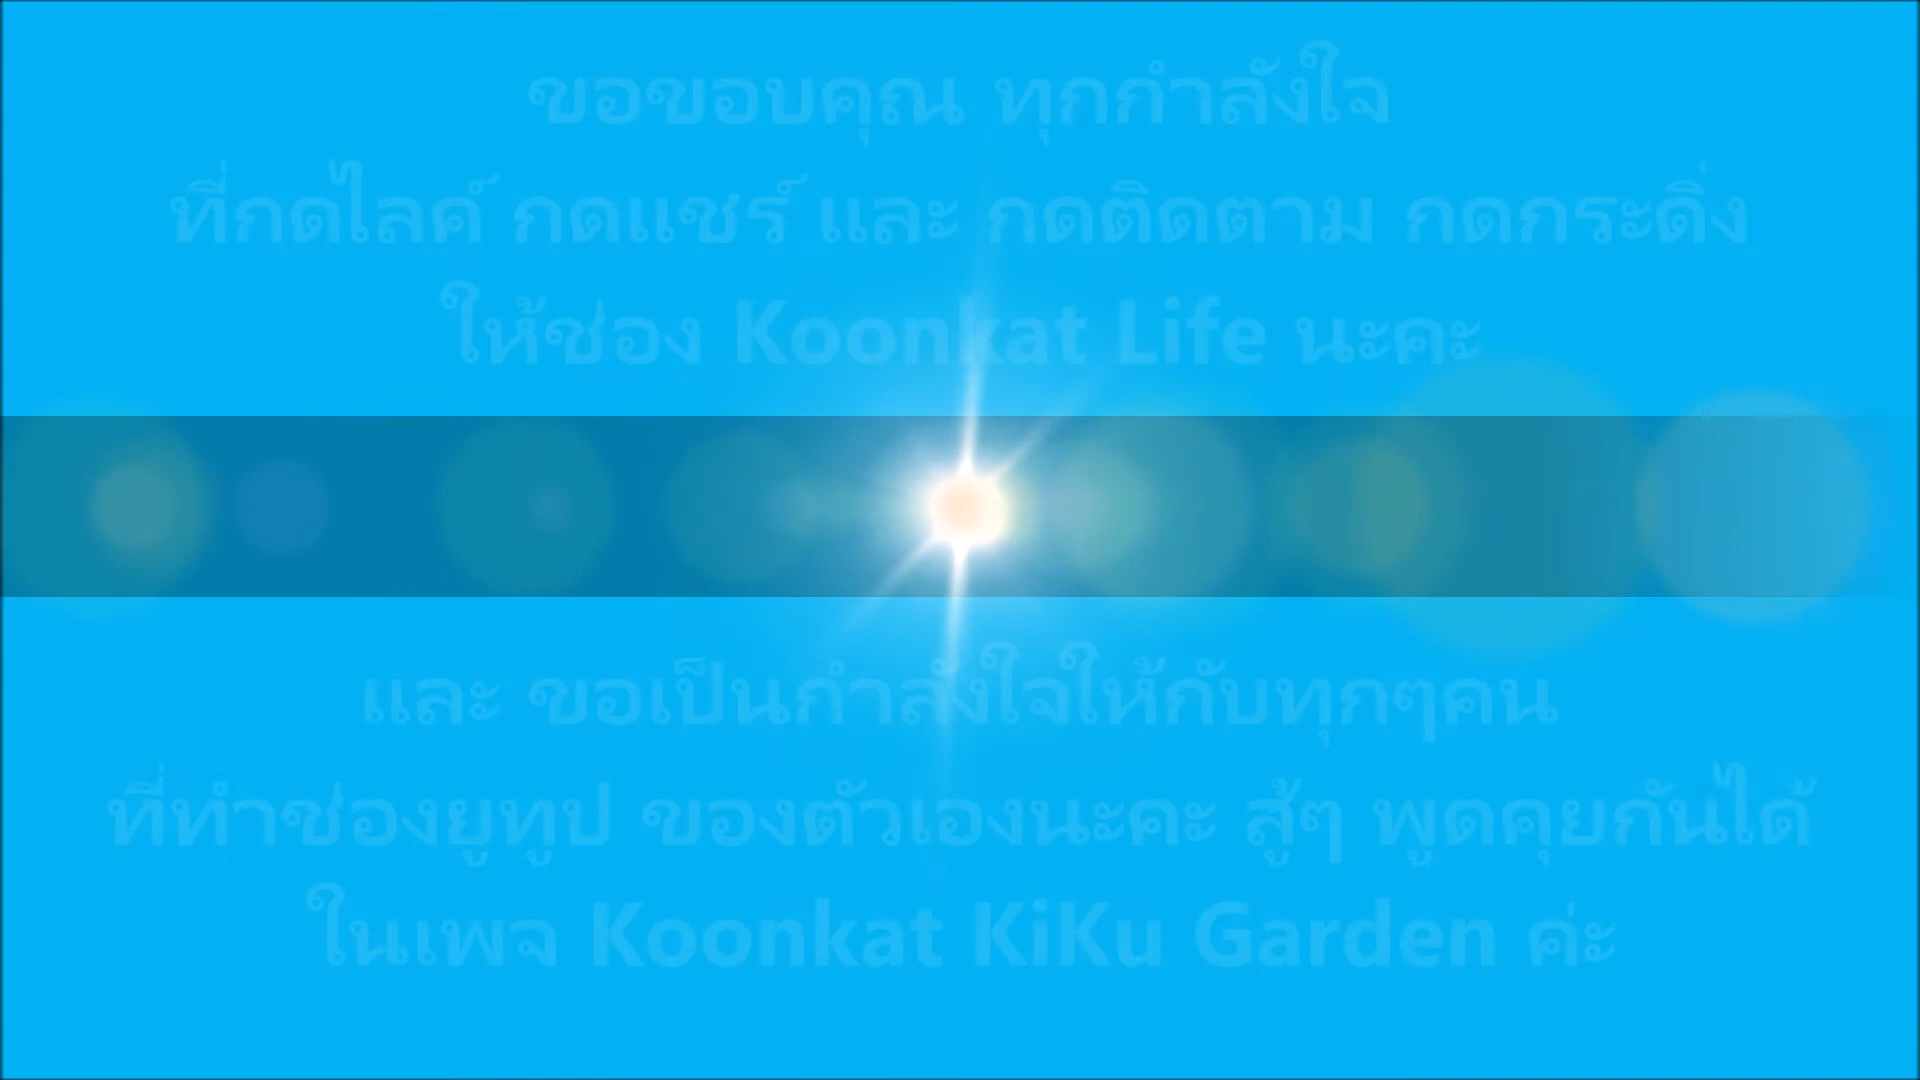 ขอขอบคุณ ทุกกำลังใจ
ที่กดไลค์ กดแชร์ และ กดติดตาม กดกระดิ่ง
ให้ช่อง Koonkat Life นะคะ
และ ขอเป็นกำลังใจให้กับทุกๆคน
ที่ทำช่องยูทูป ของตัวเองนะคะ สู้ๆ พูดคุยกันได้
ในเพจ Koonkat KiKu Garden ค่ะ